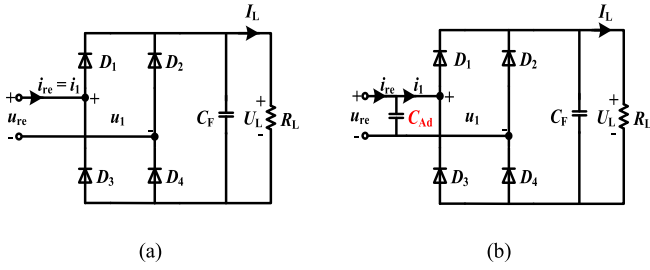 I_L
D_1
D_2
i_re = i_1
+
+
u_re
-
u_1
-
C_F
+
U_L
-
R_L
D_3
D_4
(a)
I_L
D_1
D_2
i_re
i_1
+
+
u_re
-
C_Ad
u_1
-
C_F
+
U_L
-
R_L
D_3
D_4
(b)